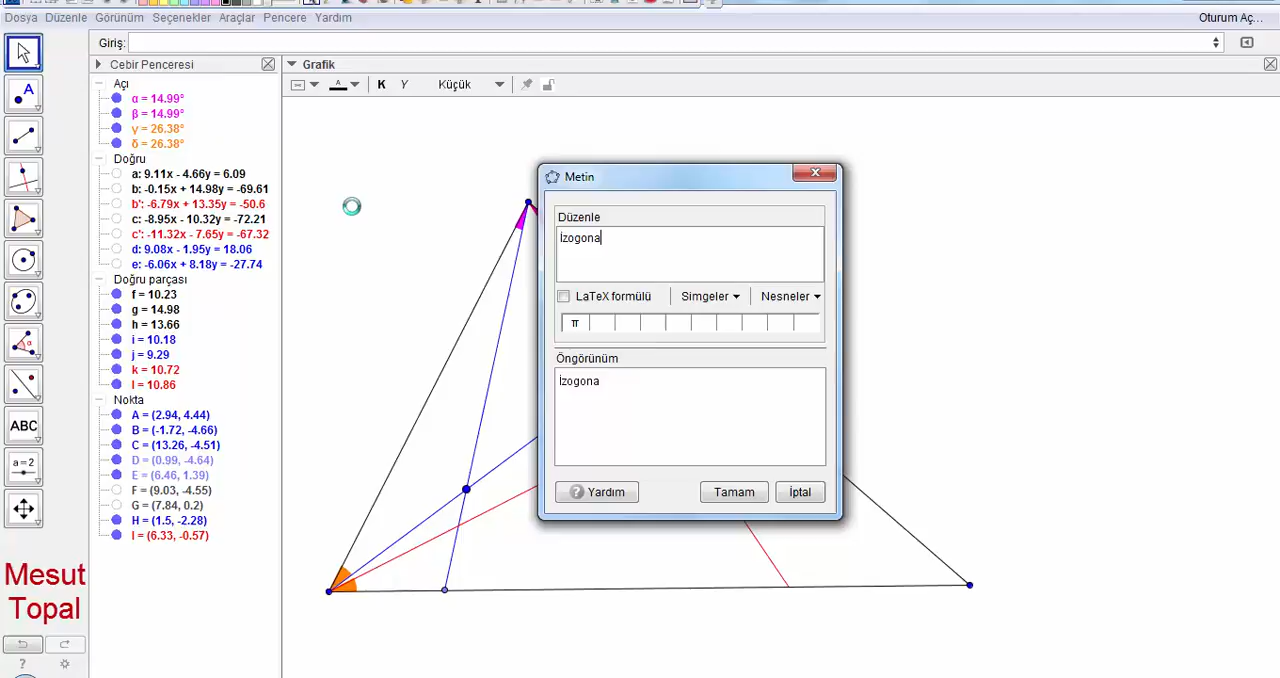 Dosya Düzenle Görünüm Seçenekler Araçlar Pencere Yardım
Oturum Aç...
Giriş:
Cebir Penceresi
Grafik
K Y Küçük
Açı
α = 14.99°
β = 14.99°
γ = 26.38°
δ = 26.38°
Doğru
a: 9.11x - 4.66y = 6.09
b: -0.15x + 14.98y = -69.61
b': -6.79x + 13.35y = -50.6
c: -8.95x - 10.32y = -72.21
c': -11.32x - 7.65y = -67.32
d: 9.08x - 1.95y = 18.06
e: -6.06x + 8.18y = -27.74
Doğru parçası
f = 10.23
g = 14.98
h = 13.66
i = 10.18
j = 9.29
k = 10.72
l = 10.86
Nokta
A = (2.94, 4.44)
B = (-1.72, -4.66)
C = (13.26, -4.51)
D = (0.99, -4.64)
E = (6.46, 1.39)
F = (9.03, -4.55)
G = (7.84, 0.2)
H = (1.5, -2.28)
I = (6.33, -0.57)
ABC
a=2
Mesut
Topal
Metin
Düzenle
İzogona
LaTeX formülü Simgeler Nesneler
π
Öngörünüm
İzogona
Yardım Tamam İptal